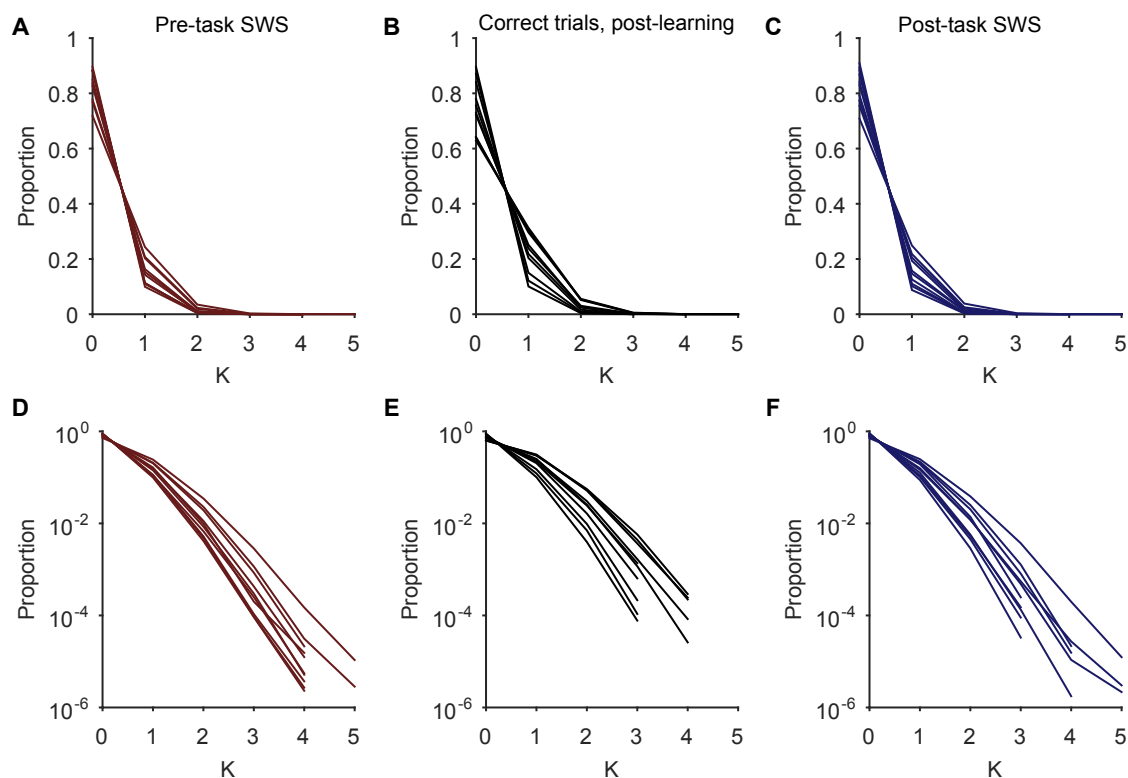 A Pre-task SWS
B Correct trials, post-learning
C Post-task SWS
1
0.8
0.6
0.4
0.2
0
Proportion
0 1 2 3 4 5
K
1
0.8
0.6
0.4
0.2
0
Proportion
0 1 2 3 4 5
K
1
0.8
0.6
0.4
0.2
0
Proportion
0 1 2 3 4 5
K
D
10^0
10^-2
10^-4
10^-6
Proportion
0 1 2 3 4 5
K
E
10^0
10^-2
10^-4
10^-6
Proportion
0 1 2 3 4 5
K
F
10^0
10^-2
10^-4
10^-6
Proportion
0 1 2 3 4 5
K